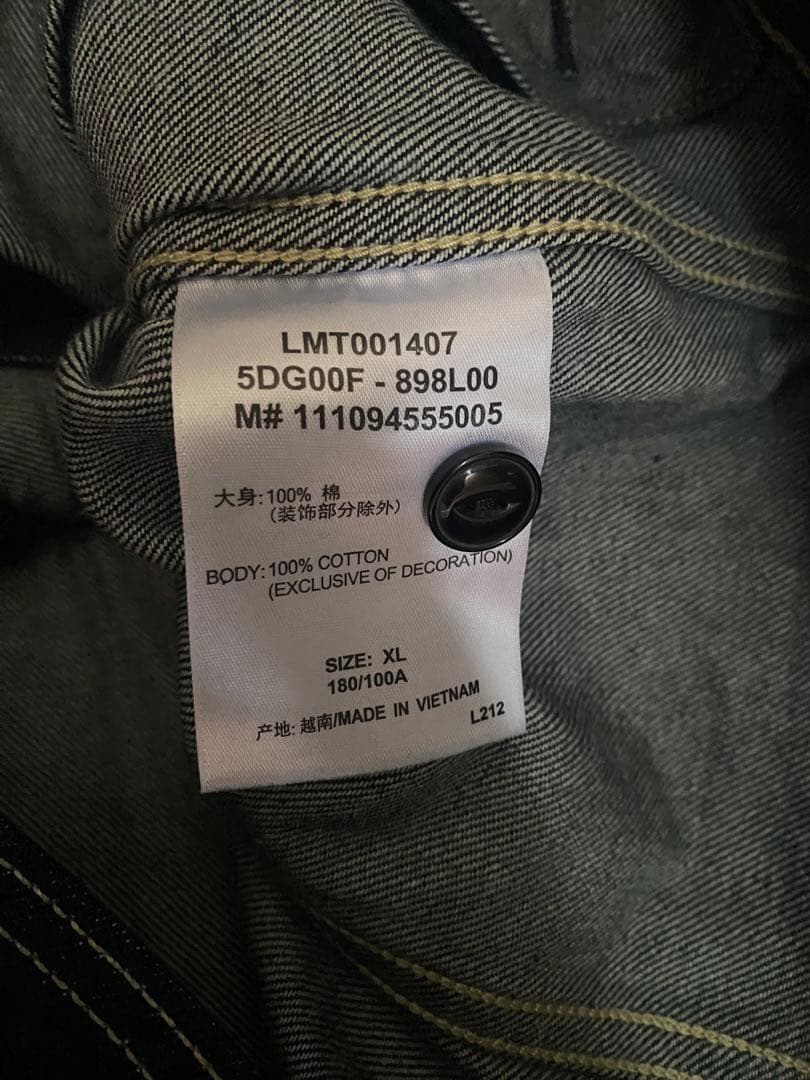 LMT001407
5DG00F - 898L00
M# 111094555005
大身:100% 棉
(装饰部分除外)
BODY:100% COTTON
(EXCLUSIVE OF DECORATION)
SIZE: XL
180/100A
产地:越南/MADE IN VIETNAM
L212